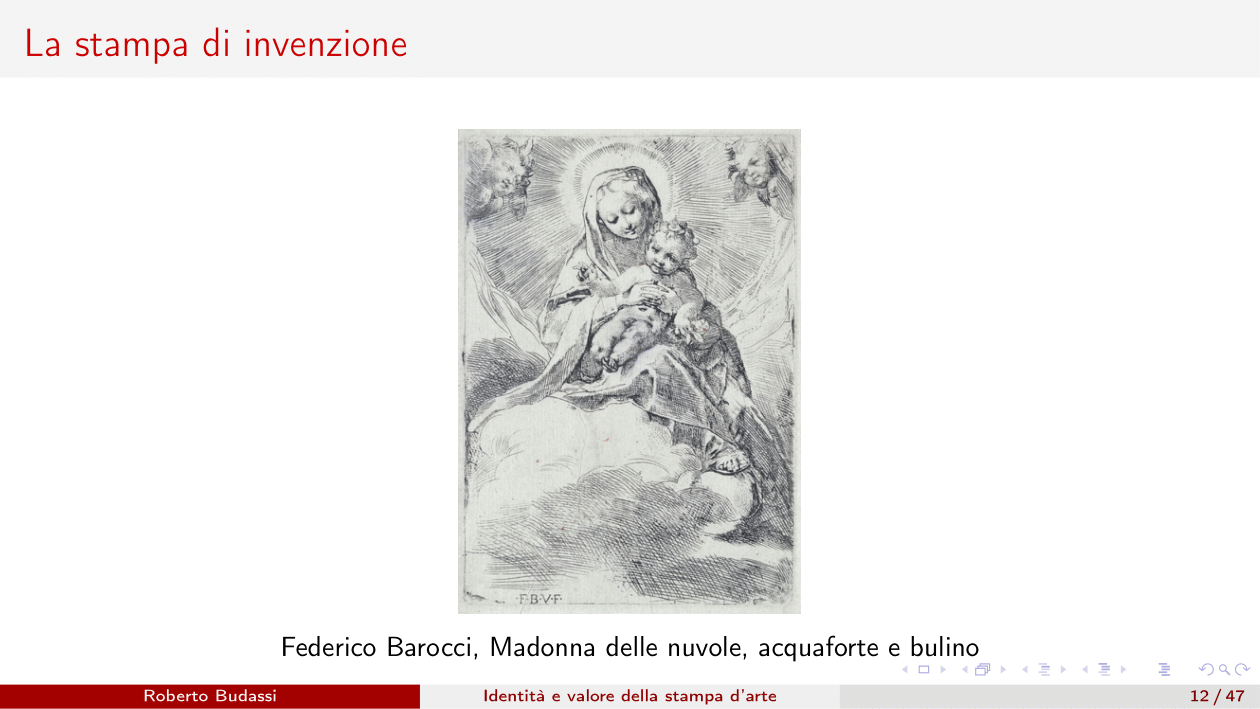 La stampa di invenzione
F·B·V·F·
Federico Barocci, Madonna delle nuvole, acquaforte e bulino
Roberto Budassi
Identità e valore della stampa d'arte
12 / 47